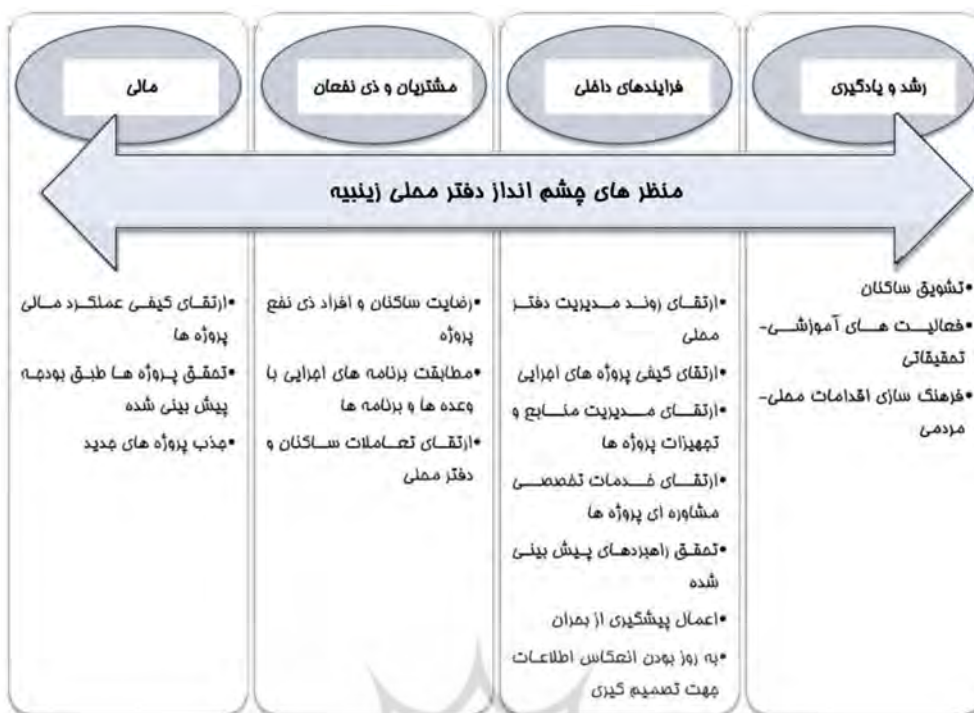 رشد و یادگیری
فرایندهای داخلی
مشتریان و ذی نفعان
مالی
منظر های چشم انداز دفتر محلی زینبیه
•تشویق ساکنان
•فعالیت های آموزشی-
تحقیقاتی
•فرهنگ سازی اقدامات محلی-
مردمی
•ارتقای روند مدیریت دفتر
محلی
•ارتقای کیفی پروژه های اجرایی
•ارتقای مدیریت منابع و
تجهیزات پروژه ها
•ارتقای خدمات تخصصی
مشاوره ای پروژه ها
•تحقق راهبردهای پیش بینی
شده
•اعمال پیشگیری از بحران
•به روز بودن انعکاس اطلاعات
جهت تصمیم گیری
•رضایت ساکنان و افراد ذی نفع
پروژه
•مطابقت برنامه های اجرایی با
وعده ها و برنامه ها
•ارتقای تعاملات ساکنان و
دفتر محلی
•ارتقای کیفی عملکرد مالی
پروژه ها
•تحقق پروژه ها طبق بودجه
پیش بینی شده
•جذب پروژه های جدید